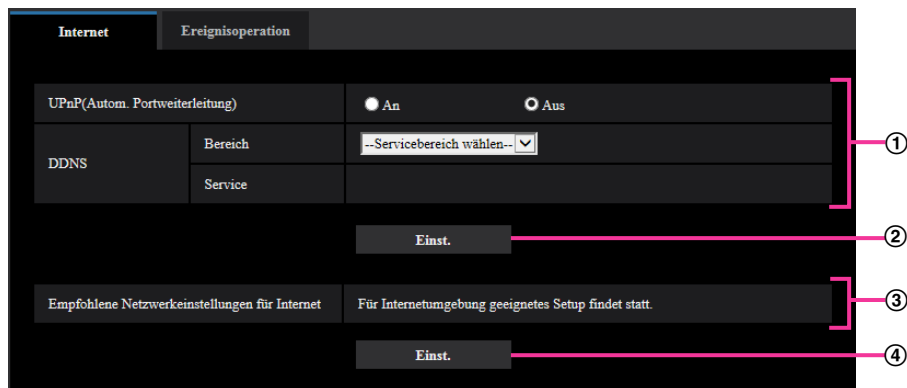 Internet Ereignisoperation
UPnP(Autom. Portweiterleitung) An Aus
DDNS Bereich --Servicebereich wählen--
Service
①
Einst. ②
Empfohlene Netzwerkeinstellungen für Internet Für Internetumgebung geeignetes Setup findet statt. ③
Einst. ④